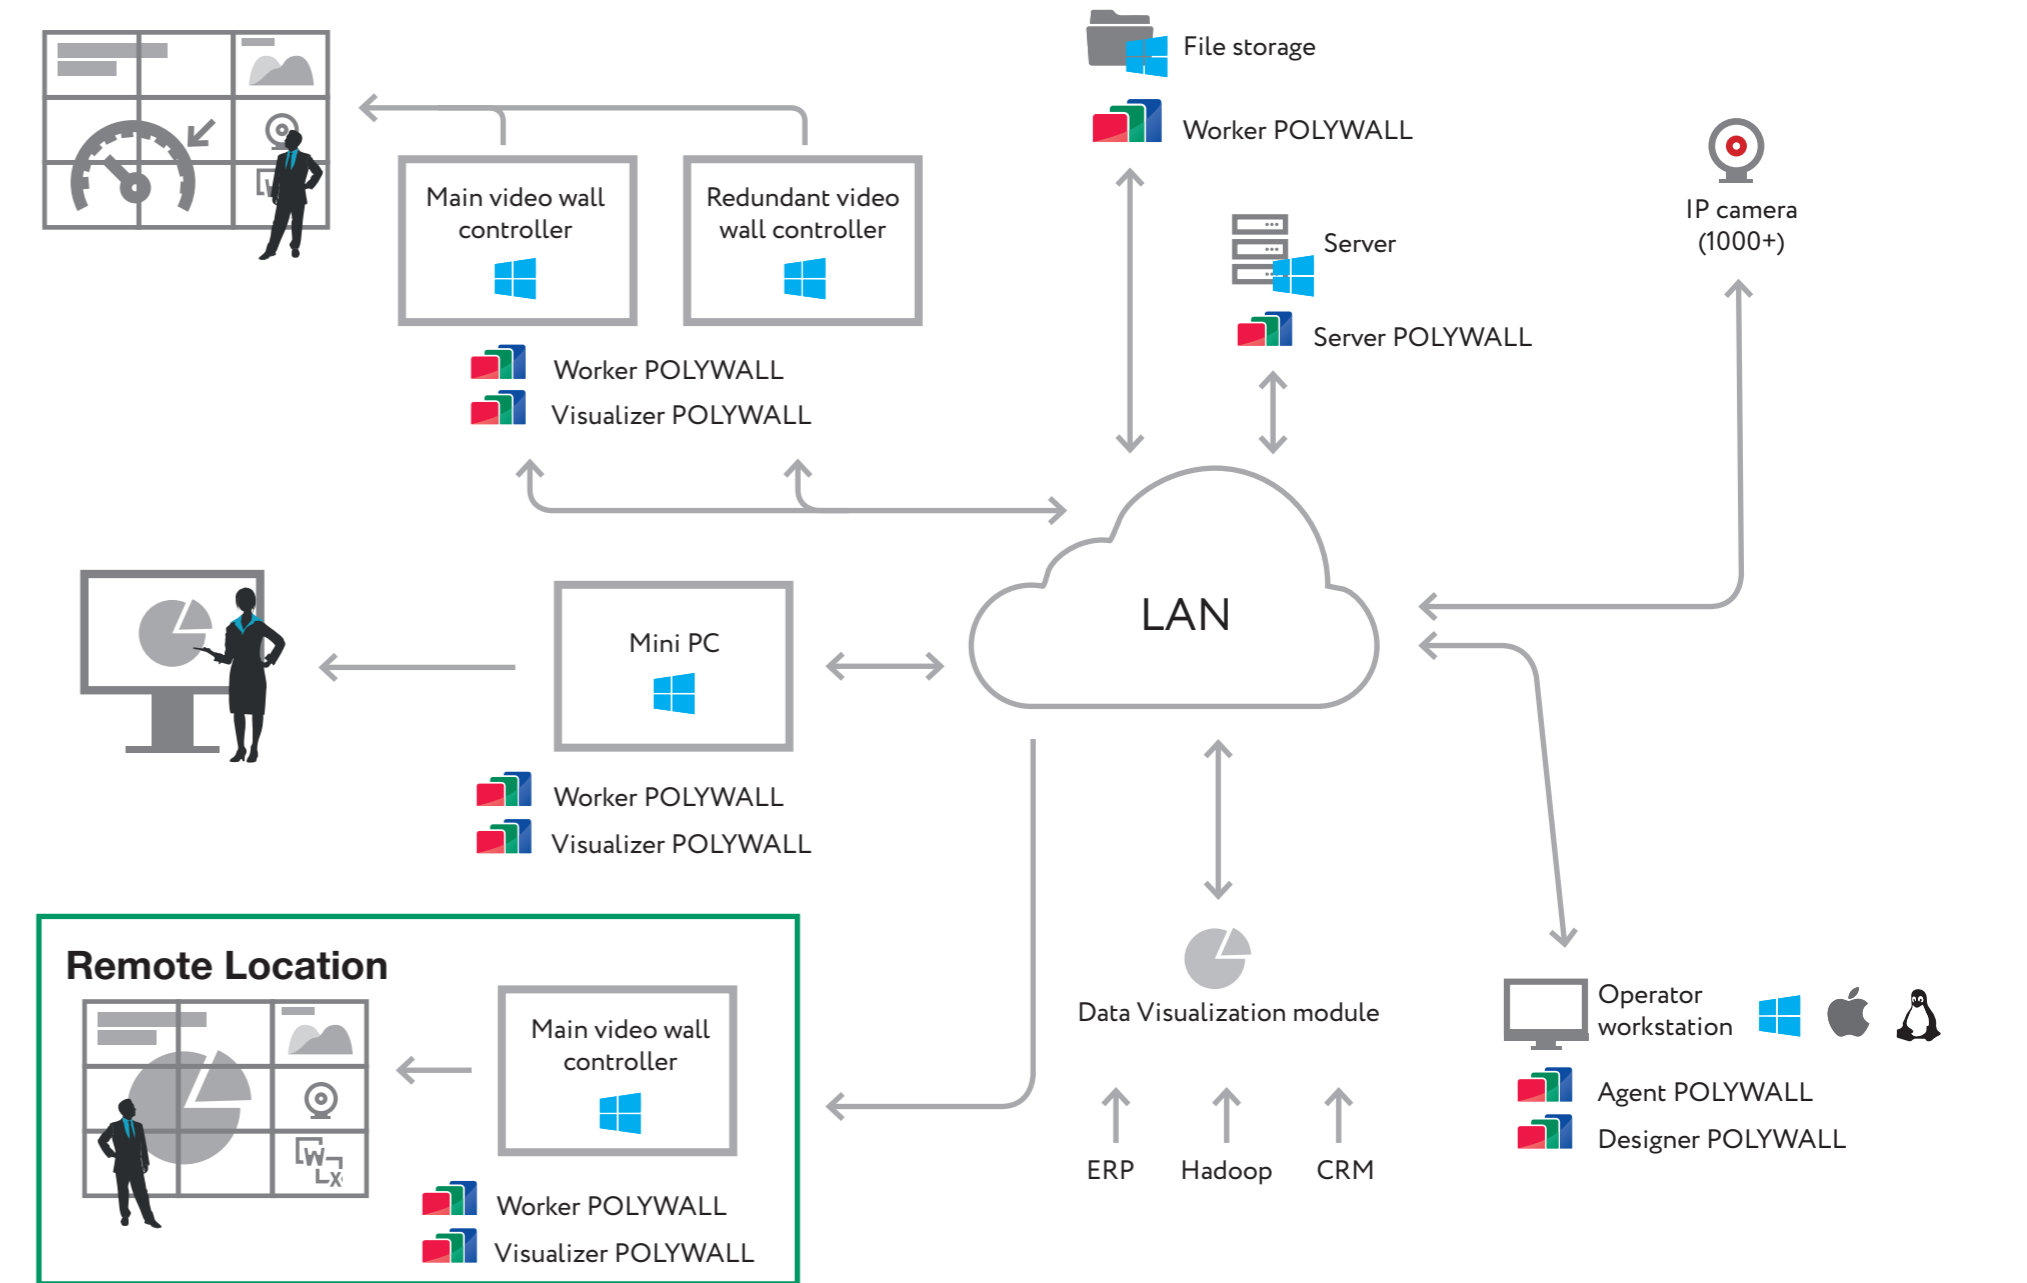 File storage
Worker POLYWALL
IP camera
(1000+)
Main video wall
controller
Redundant video
wall controller
Server
Server POLYWALL
Worker POLYWALL
Visualizer POLYWALL
LAN
Mini PC
Worker POLYWALL
Visualizer POLYWALL
Remote Location
Main video wall
controller
W
X
Worker POLYWALL
Visualizer POLYWALL
Data Visualization module
ERP
Hadoop
CRM
Operator
workstation
Agent POLYWALL
Designer POLYWALL